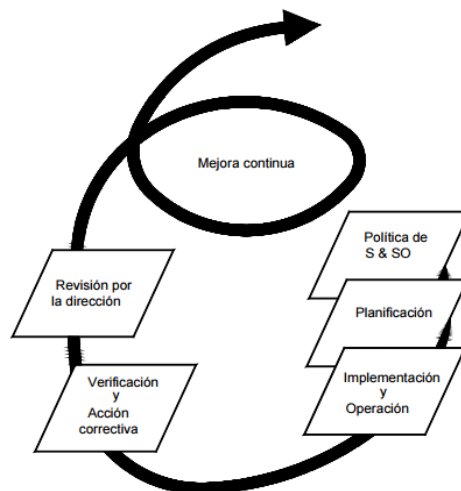 Mejora continua
Política de
S & SO
Revisión por
la dirección
Planificación
Verificación
y
Acción
correctiva
Implementación
y
Operación